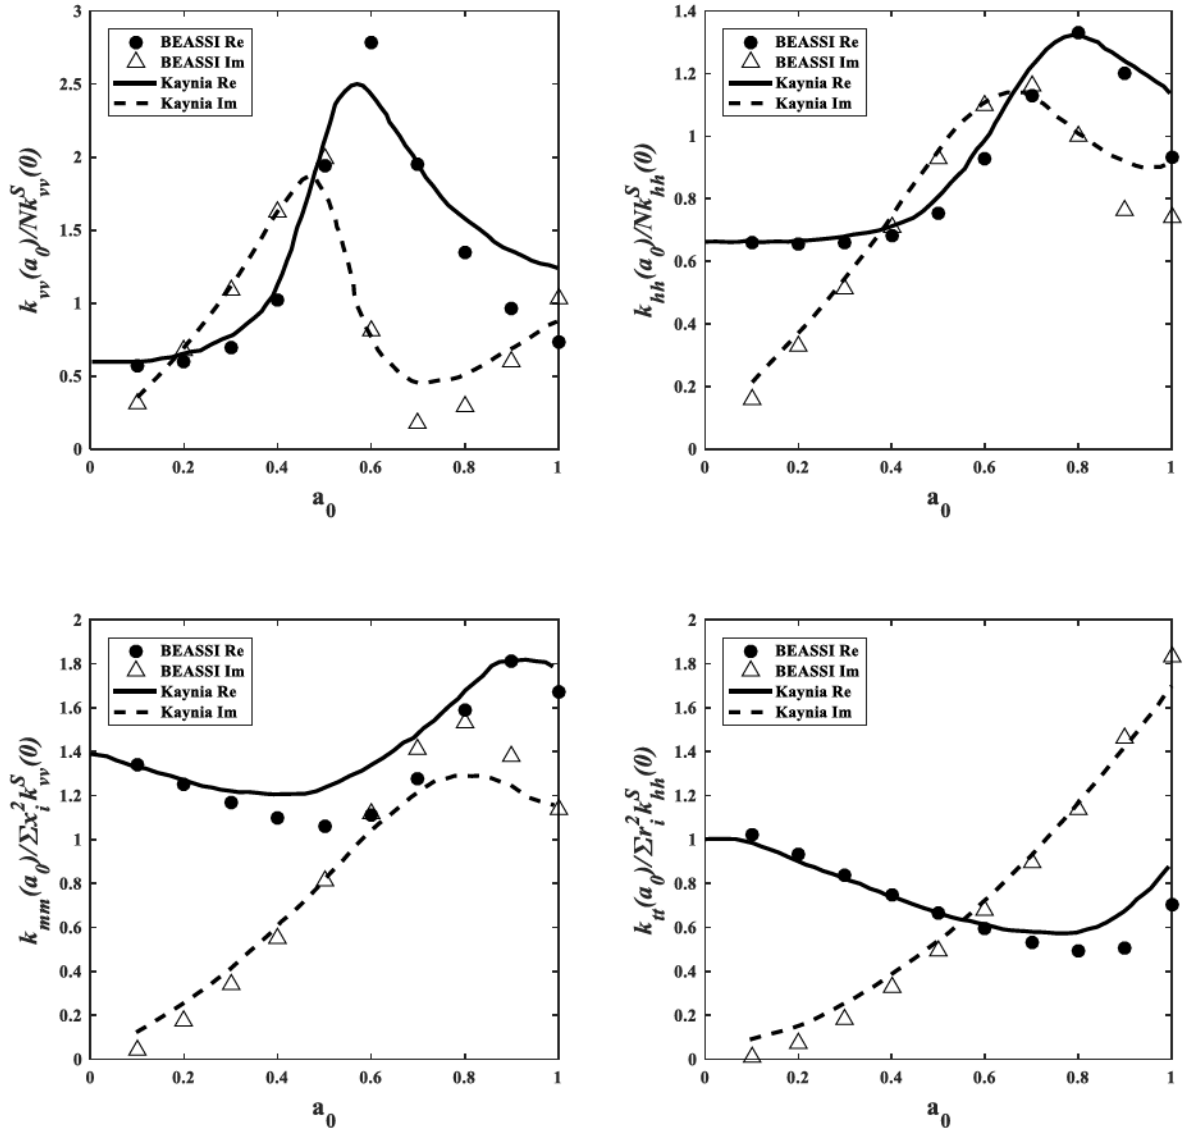 BEASSI Re
BEASSI Im
Kaynia Re
Kaynia Im
3
2.5
2
1.5
1
0.5
0
0 0.2 0.4 0.6 0.8 1
a₀
k_vv(a₀)/Nk^S_vv(0)
BEASSI Re
BEASSI Im
Kaynia Re
Kaynia Im
1.4
1.2
1
0.8
0.6
0.4
0.2
0
0 0.2 0.4 0.6 0.8 1
a₀
k_hh(a₀)/Nk^S_hh(0)
BEASSI Re
BEASSI Im
Kaynia Re
Kaynia Im
2
1.8
1.6
1.4
1.2
1
0.8
0.6
0.4
0.2
0
0 0.2 0.4 0.6 0.8 1
a₀
k_mm(a₀)/Σx_i^2 k^S_vv(0)
BEASSI Re
BEASSI Im
Kaynia Re
Kaynia Im
2
1.8
1.6
1.4
1.2
1
0.8
0.6
0.4
0.2
0
0 0.2 0.4 0.6 0.8 1
a₀
k_tt(a₀)/Σr_i^2 k^S_hh(0)